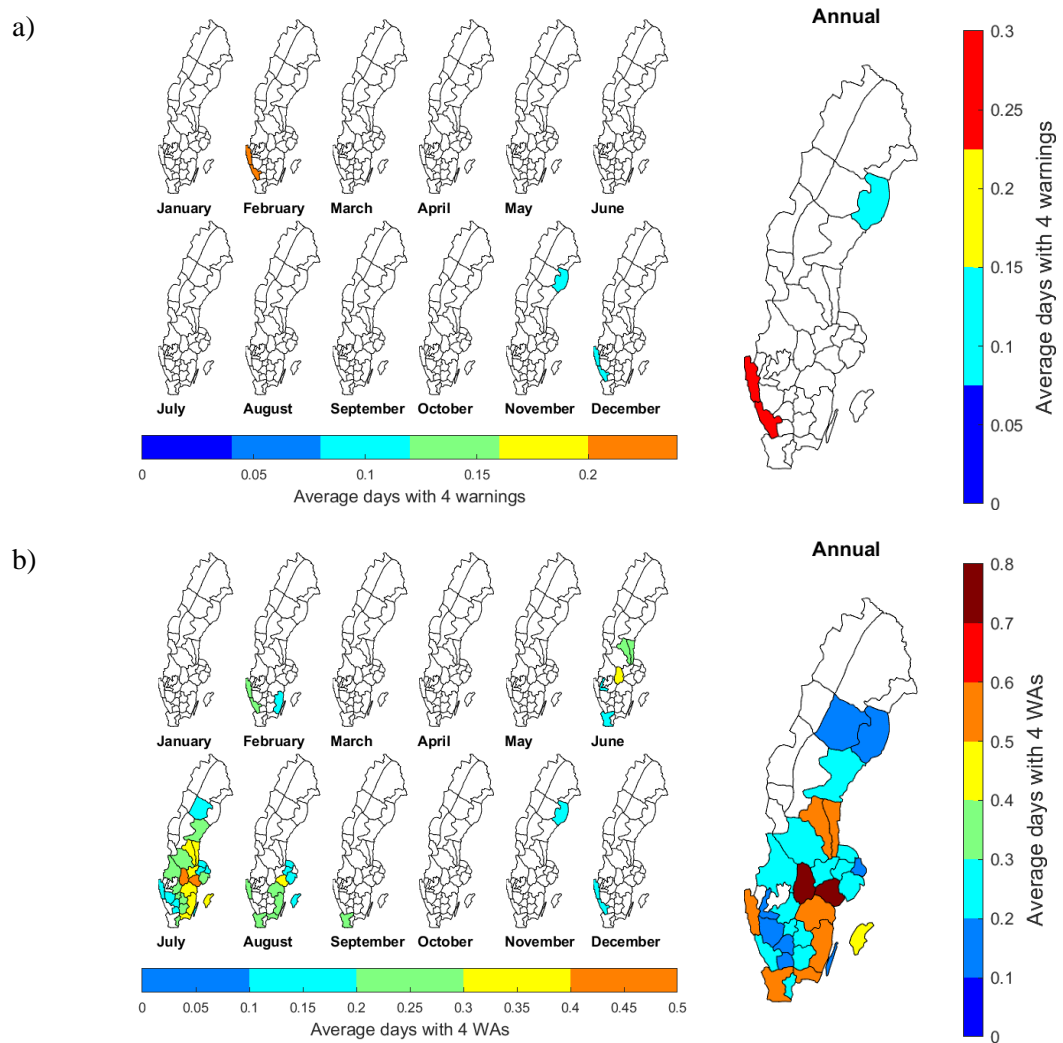 a)
Annual
January February March April May June
July August September October November December
0 0.05 0.1 0.15 0.2
Average days with 4 warnings
0.3
0.25
0.2
0.15
0.1
0.05
0
Average days with 4 warnings
b)
Annual
January February March April May June
July August September October November December
0 0.05 0.1 0.15 0.2 0.25 0.3 0.35 0.4 0.45 0.5
Average days with 4 WAs
0.8
0.7
0.6
0.5
0.4
0.3
0.2
0.1
0
Average days with 4 WAs